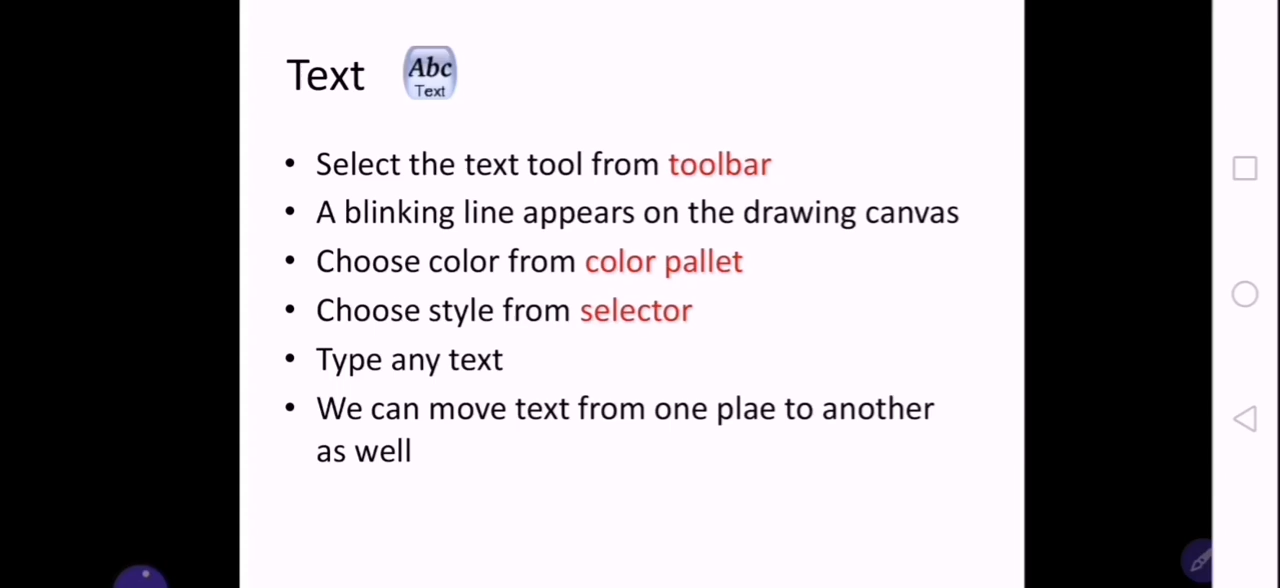 Text
Abc
Text
• Select the text tool from toolbar
• A blinking line appears on the drawing canvas
• Choose color from color pallet
• Choose style from selector
• Type any text
• We can move text from one plae to another
as well